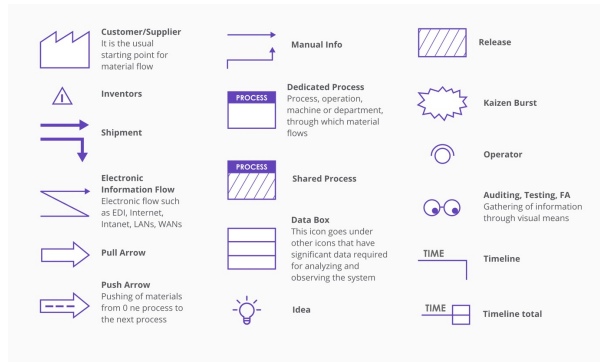 Customer/Supplier
It is the usual
starting point for
material flow
I
Inventors
Shipment
Electronic
Information Flow
Electronic flow such
as EDI, Internet,
Intanet, LANs, WANs
Pull Arrow
Push Arrow
Pushing of materials
from 0 ne process to
the next process
Manual Info
PROCESS
Dedicated Process
Process, operation,
machine or department,
through which material
flows
PROCESS
Shared Process
Data Box
This icon goes under
other icons that have
significant data required
for analyzing and
observing the system
Idea
Release
Kaizen Burst
Operator
Auditing, Testing, FA
Gathering of information
through visual means
TIME
Timeline
TIME
Timeline total